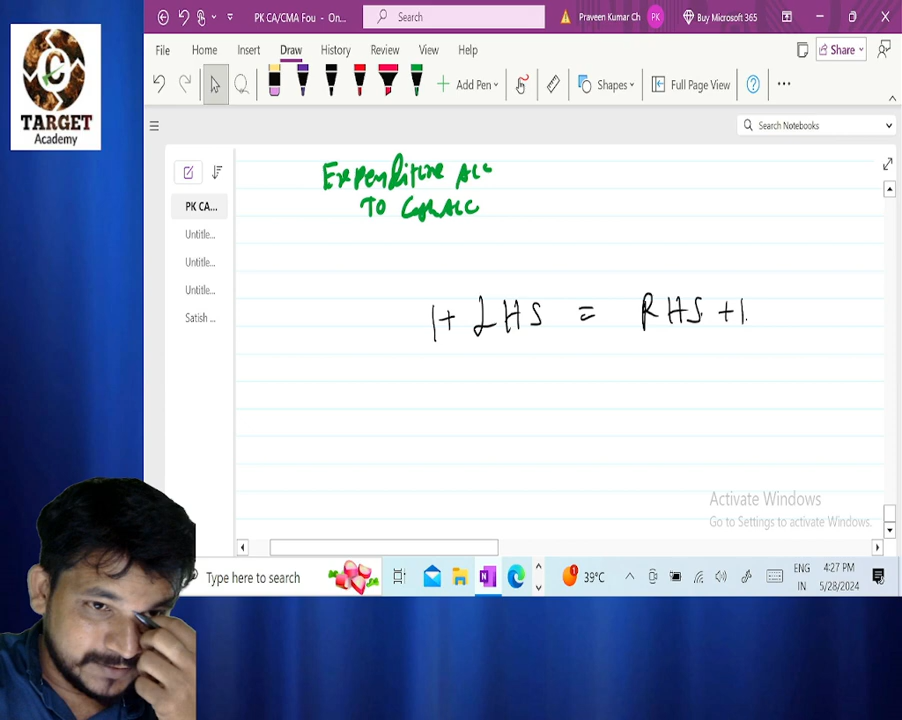 PK CA/CMA Fou - On...
Search
Praveen Kumar Ch
PK
Buy Microsoft 365
File
Home
Insert
Draw
History
Review
View
Help
Share
TARGET
Academy
Add Pen
Shapes
Full Page View
Search Notebooks
PK CA...
Untitle...
Untitle...
Untitle...
Satish ...
Expenditure A/c
To Cash A/c
1+ LHS = RHS +1
Activate Windows
Go to Settings to activate Windows.
Type here to search
39°C
ENG
IN
4:27 PM
5/28/2024